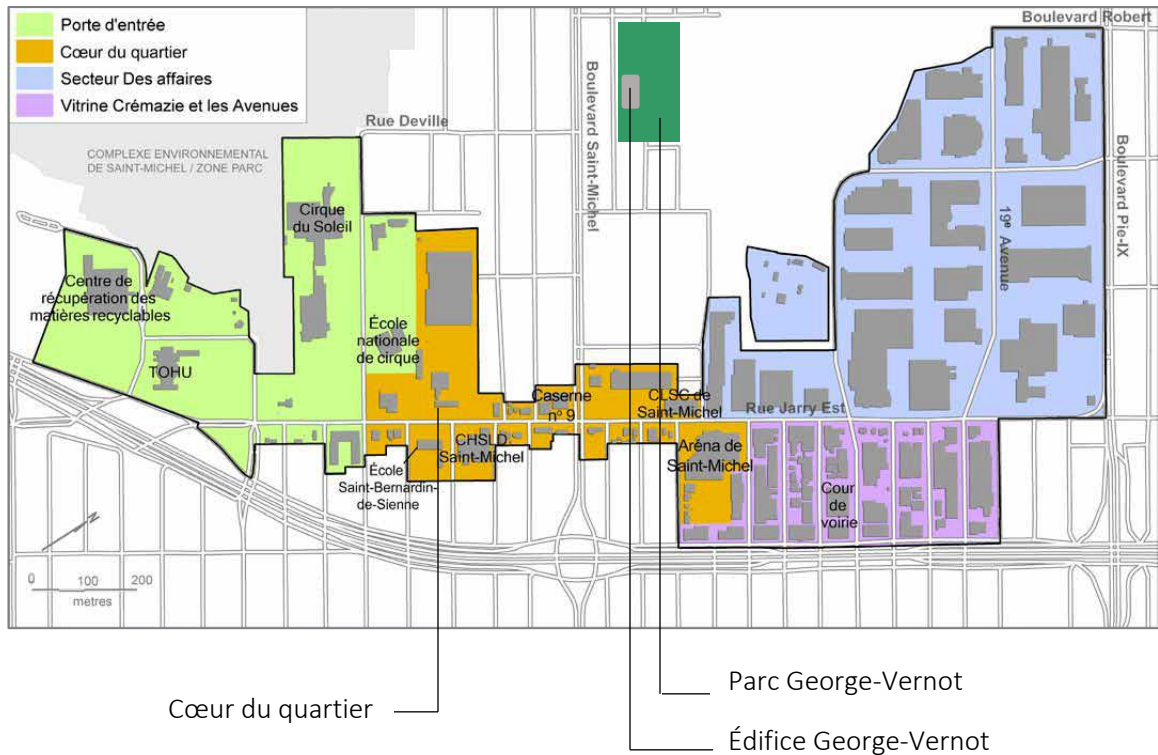 Porte d'entrée
Cœur du quartier
Secteur Des affaires
Vitrine Crémazie et les Avenues
Boulevard Robert
Boulevard Saint-Michel
Rue Deville
COMPLEXE ENVIRONNEMENTAL
DE SAINT-MICHEL / ZONE PARC
Boulevard Pie-IX
Cirque
du Soleil
19e Avenue
Centre de
récupération des
matières recyclables
École
nationale
de cirque
TOHU
Caserne
nº 9
CLSC de
Saint-Michel
Rue Jarry Est
CHSLD
Saint-Michel
Aréna de
Saint-Michel
École
Saint-Bernardin-
de-Sienne
Cour
de
voirie
N
0 100 200
metres
Parc George-Vernot
Cœur du quartier
Édifice George-Vernot